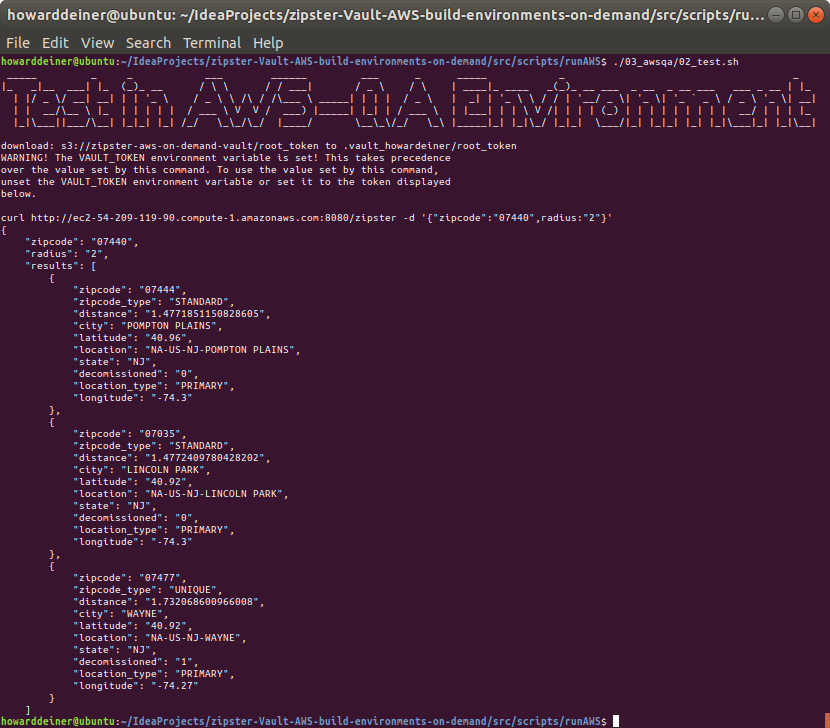 howarddeiner@ubuntu: ~/IdeaProjects/zipster-Vault-AWS-build-environments-on-demand/src/scripts/run...
File Edit View Search Terminal Help
howarddeiner@ubuntu:~/IdeaProjects/zipster-Vault-AWS-build-environments-on-demand/src/scripts/runAWS$ ./03_awsqa/02_test.sh
Test in AWS-QA Environment
download: s3://zipster-aws-on-demand-vault/root_token to .vault_howardeiner/root_token
WARNING! The VAULT_TOKEN environment variable is set! This takes precedence
over the value set by this command. To use the value set by this command,
unset the VAULT_TOKEN environment variable or set it to the token displayed
below.
curl http://ec2-54-209-119-90.compute-1.amazonaws.com:8080/zipster -d '{"zipcode":"07440",radius:"2"}'
{
"zipcode": "07440",
"radius": "2",
"results": [
{
"zipcode": "07444",
"zipcode_type": "STANDARD",
"distance": "1.4771851150828605",
"city": "POMPTON PLAINS",
"latitude": "40.96",
"location": "NA-US-NJ-POMPTON PLAINS",
"state": "NJ",
"decomissioned": "0",
"location_type": "PRIMARY",
"longitude": "-74.3"
},
{
"zipcode": "07035",
"zipcode_type": "STANDARD",
"distance": "1.4772409780428202",
"city": "LINCOLN PARK",
"latitude": "40.92",
"location": "NA-US-NJ-LINCOLN PARK",
"state": "NJ",
"decomissioned": "0",
"location_type": "PRIMARY",
"longitude": "-74.3"
},
{
"zipcode": "07477",
"zipcode_type": "UNIQUE",
"distance": "1.732068600966008",
"city": "WAYNE",
"latitude": "40.92",
"location": "NA-US-NJ-WAYNE",
"state": "NJ",
"decomissioned": "1",
"location_type": "PRIMARY",
"longitude": "-74.27"
}
]
howarddeiner@ubuntu:~/IdeaProjects/zipster-Vault-AWS-build-environments-on-demand/src/scripts/runAWS$